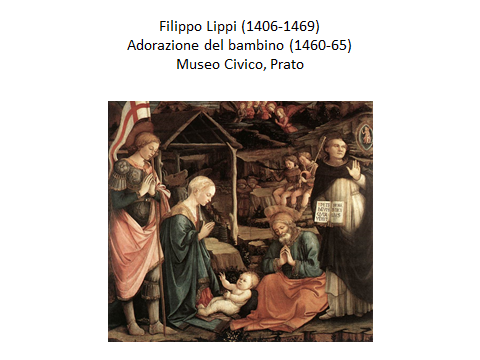 Filippo Lippi (1406-1469)
Adorazione del bambino (1460-65)
Museo Civico, Prato